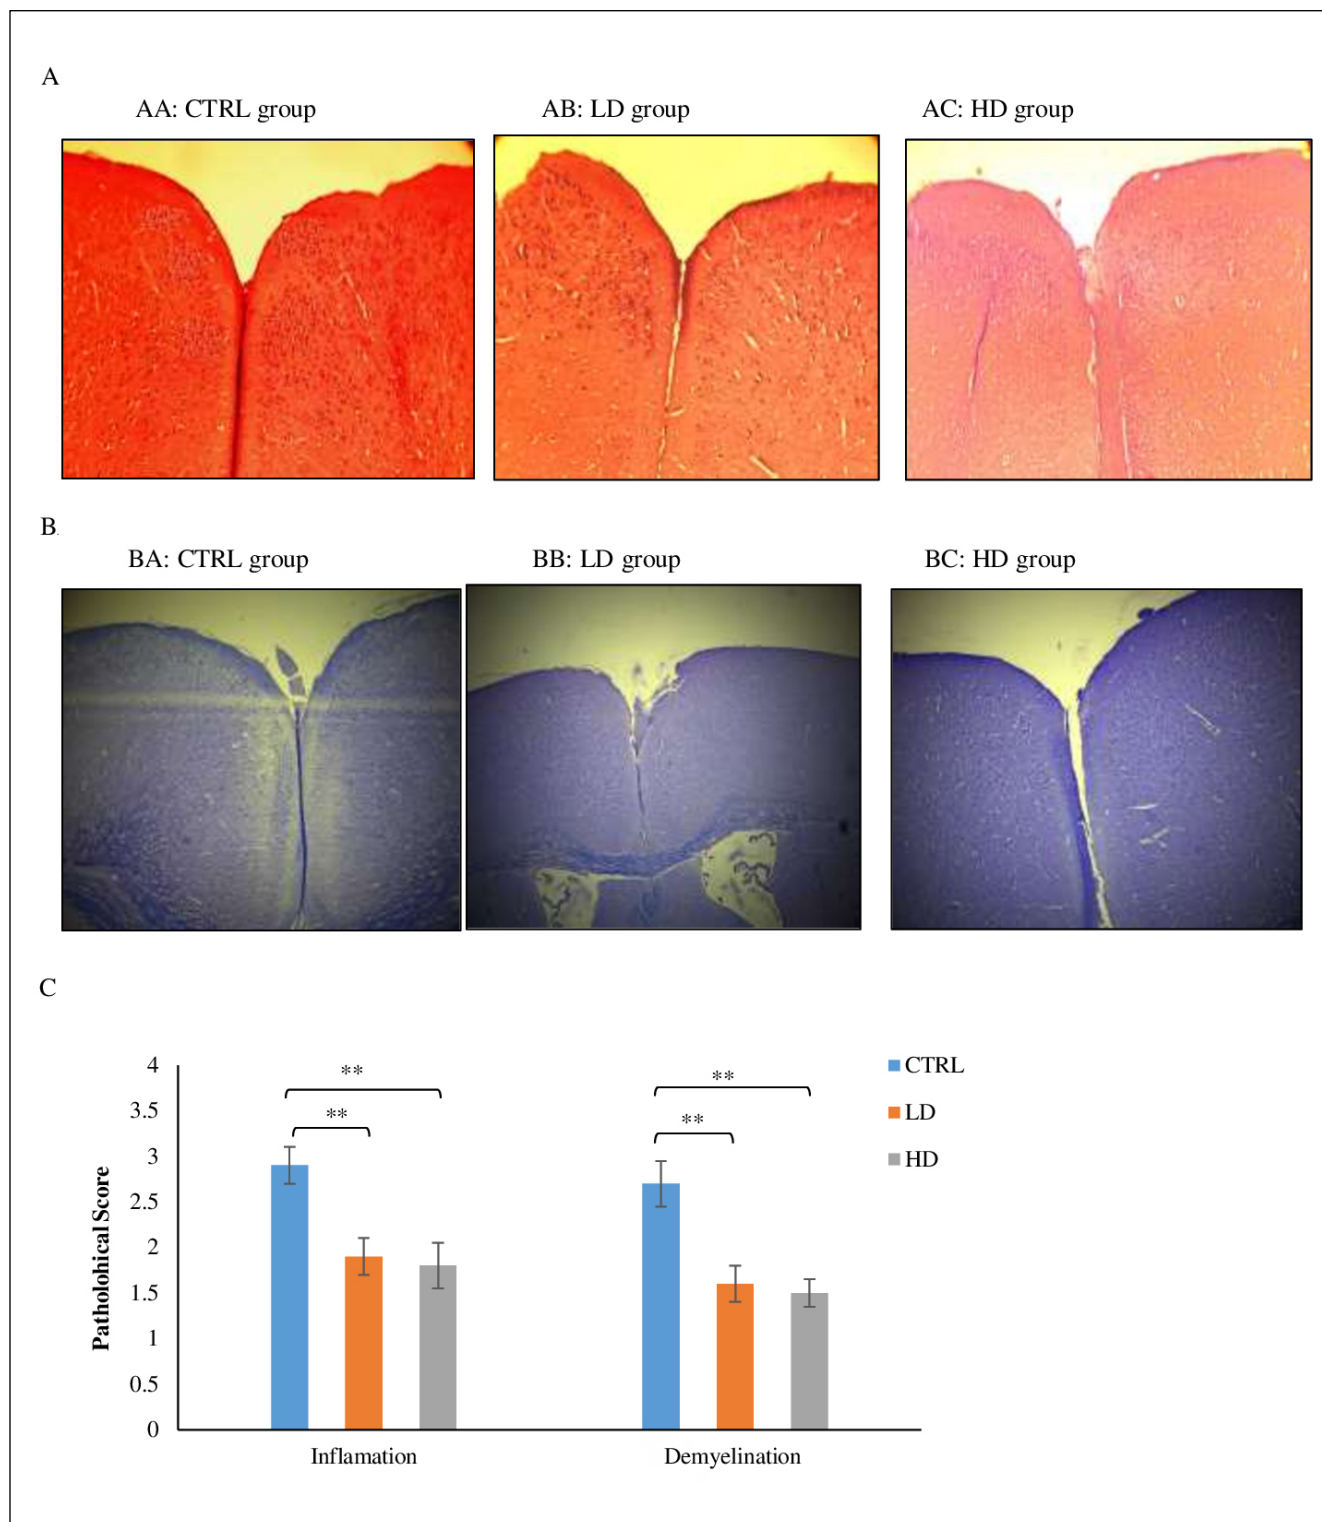 A
AA: CTRL group
AB: LD group
AC: HD group
B.
BA: CTRL group
BB: LD group
BC: HD group
C
Patholohical Score
4
3.5
3
2.5
2
1.5
1
0.5
0
**
**
**
**
Inflamation
Demyelination
CTRL
LD
HD